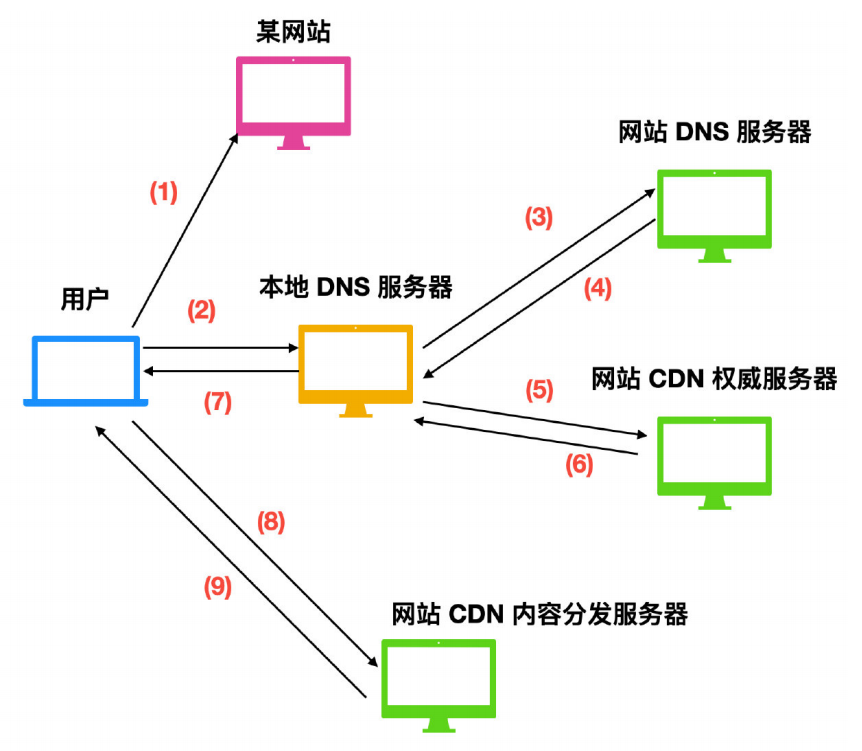 某网站
网站 DNS 服务器
(1)
(3)
用户
本地 DNS 服务器
(2)
(4)
(7)
(5)
网站 CDN 权威服务器
(6)
(8)
(9)
网站 CDN 内容分发服务器